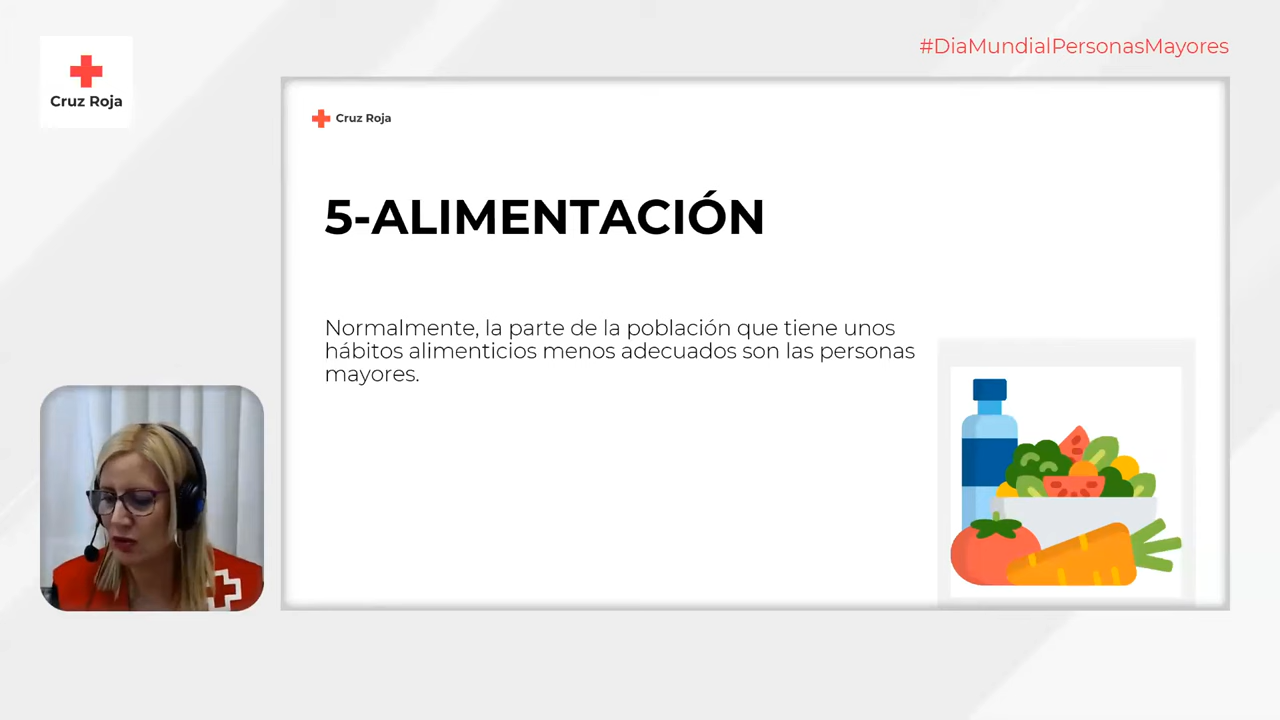 Cruz Roja
#DiaMundialPersonasMayores
Cruz Roja
5-ALIMENTACIÓN
Normalmente, la parte de la población que tiene unos
hábitos alimenticios menos adecuados son las personas
mayores.